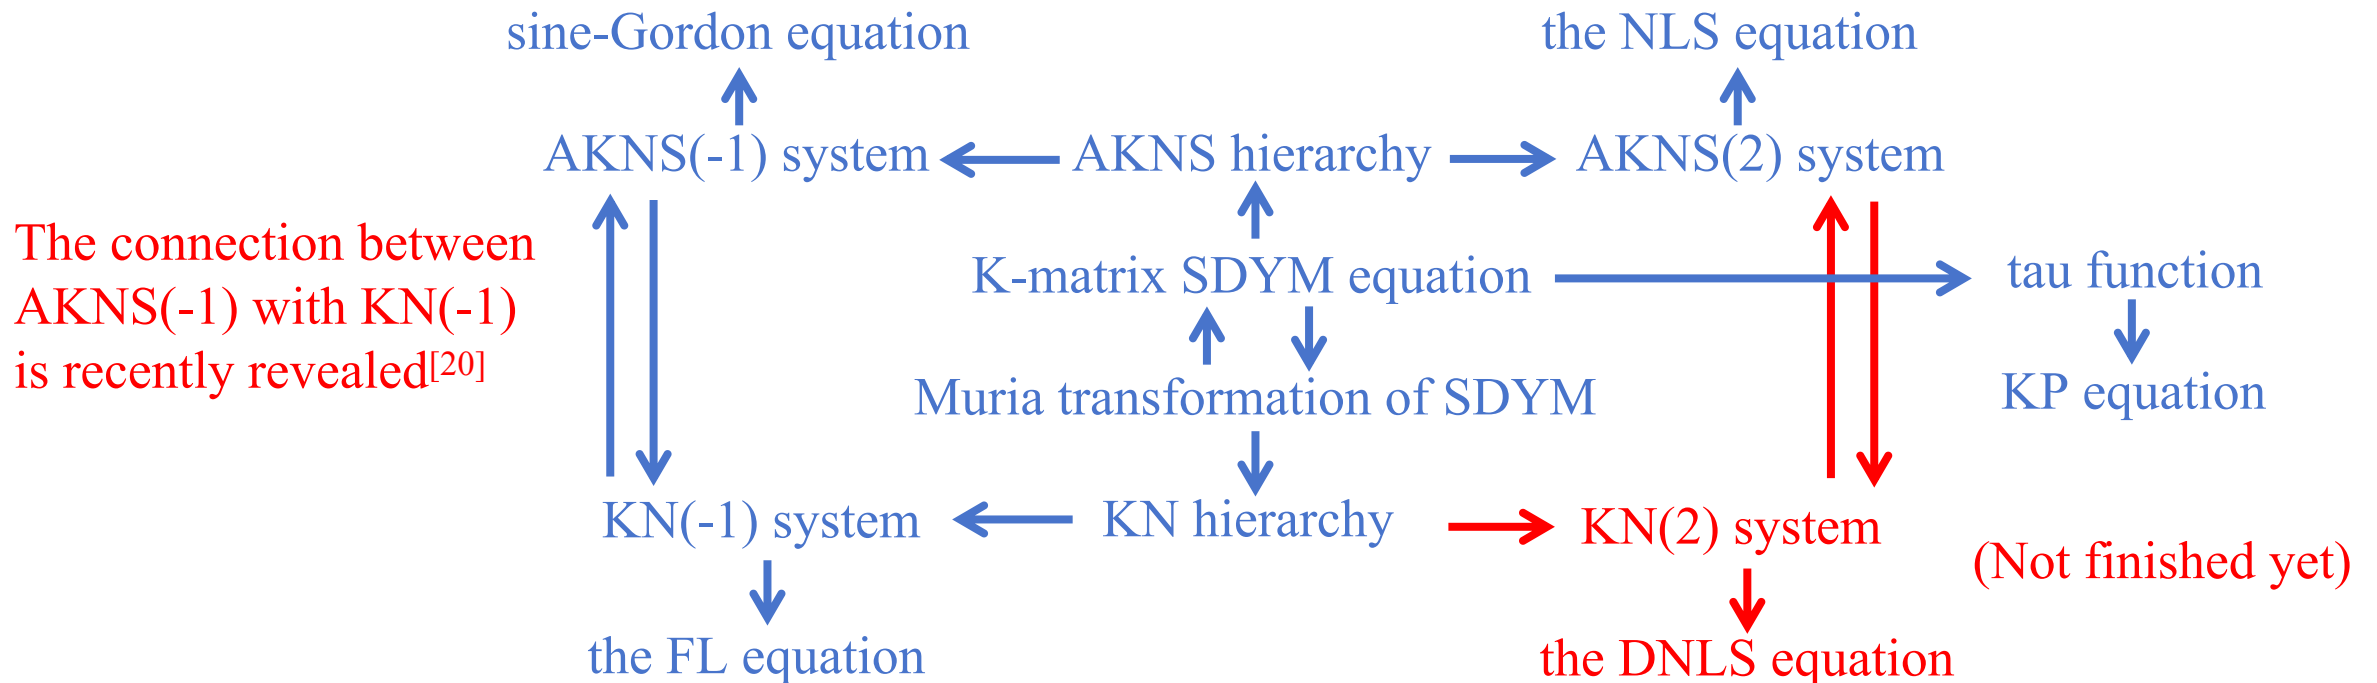 sine-Gordon equation
the NLS equation
AKNS(-1) system
AKNS hierarchy
AKNS(2) system
The connection between
AKNS(-1) with KN(-1)
is recently revealed[20]
K-matrix SDYM equation
tau function
Muria transformation of SDYM
KP equation
KN(-1) system
KN hierarchy
KN(2) system
(Not finished yet)
the FL equation
the DNLS equation